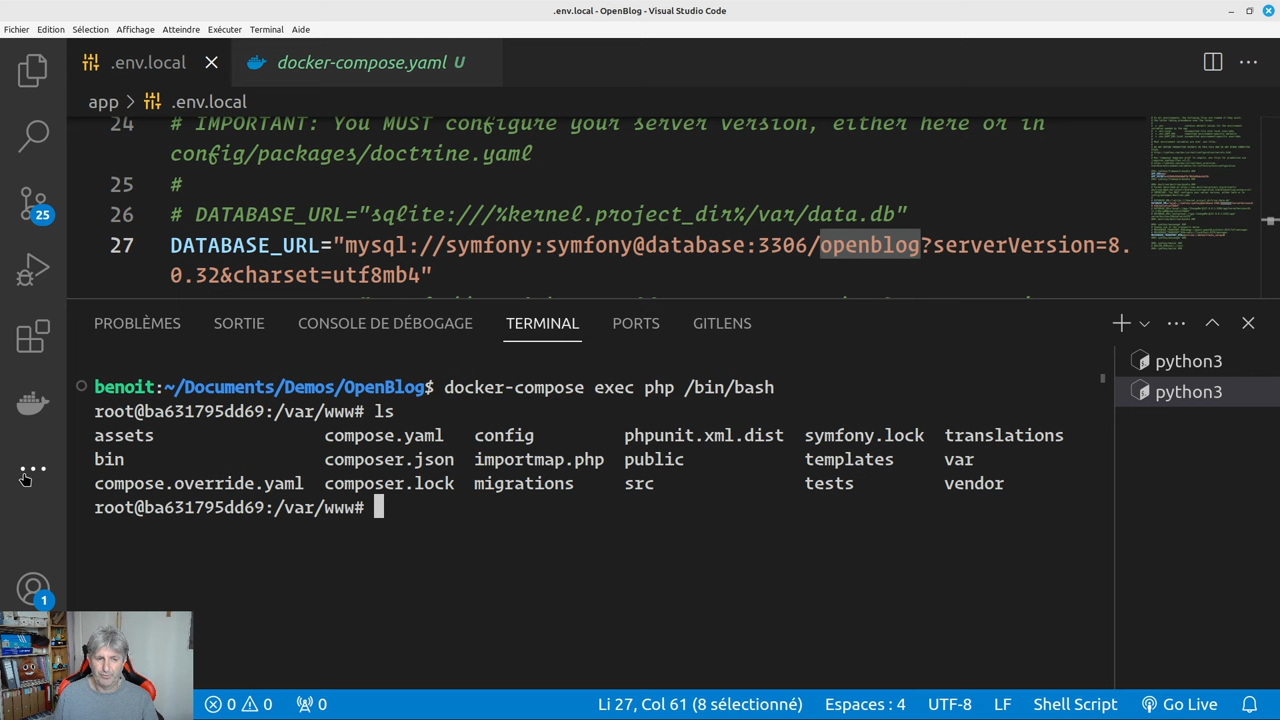 .env.local - OpenBlog - Visual Studio Code
Fichier Edition Sélection Affichage Atteindre Exécuter Terminal Aide
.env.local docker-compose.yaml U
app > .env.local
24 # IMPORTANT: You MUST configure your server version, either here or in
config/packages/doctrine.yaml
25 #
26 # DATABASE_URL="sqlite:///%kernel.project_dir%/var/data.db"
27 DATABASE_URL="mysql://symfony:symfony@database:3306/openblog?serverVersion=8.
0.32&charset=utf8mb4"
25
PROBLÈMES SORTIE CONSOLE DE DÉBOGAGE TERMINAL PORTS GITLENS
python3
python3
benoit:~/Documents/Demos/OpenBlog$ docker-compose exec php /bin/bash
root@ba631795dd69:/var/www# ls
assets compose.yaml config phpunit.xml.dist symfony.lock translations
bin composer.json importmap.php public templates var
compose.override.yaml composer.lock migrations src tests vendor
root@ba631795dd69:/var/www#
1
0 0 0 Li 27, Col 61 (8 sélectionné) Espaces : 4 UTF-8 LF Shell Script Go Live